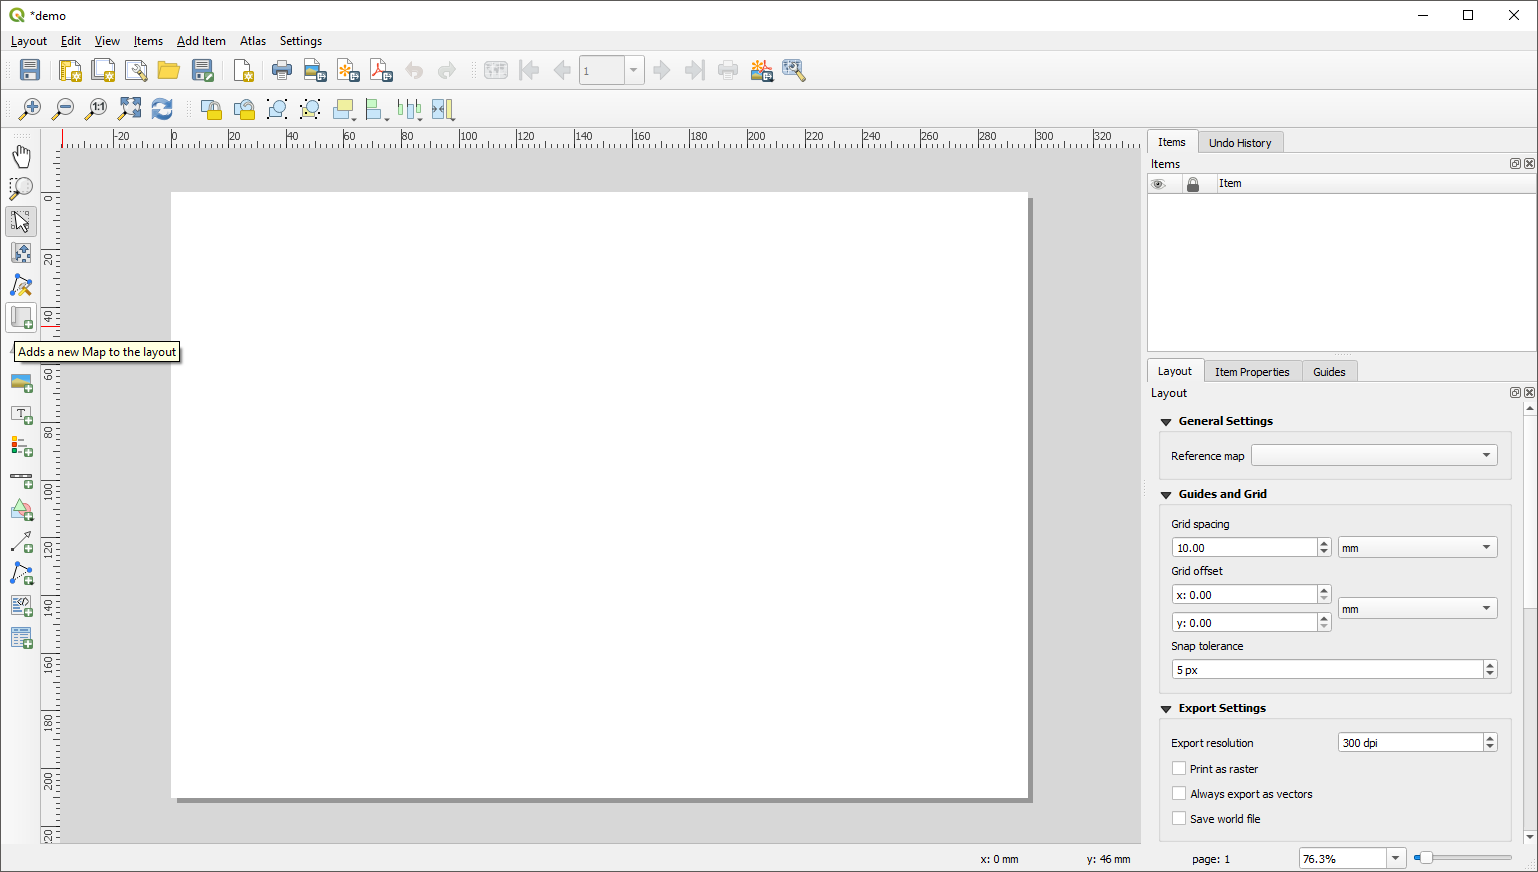 *demo
Layout Edit View Items Add Item Atlas Settings
1
1:1
-20 0 20 40 60 80 100 120 140 160 180 200 220 240 260 280 300 320
0
20
40
60
80
100
120
140
160
180
200
220
Adds a new Map to the layout
T
Items Undo History
Items
Item
Layout Item Properties Guides
Layout
General Settings
Reference map
Guides and Grid
Grid spacing
10.00 mm
Grid offset
x: 0.00
mm
y: 0.00
Snap tolerance
5 px
Export Settings
Export resolution 300 dpi
Print as raster
Always export as vectors
Save world file
x: 0 mm y: 46 mm page: 1 76.3%